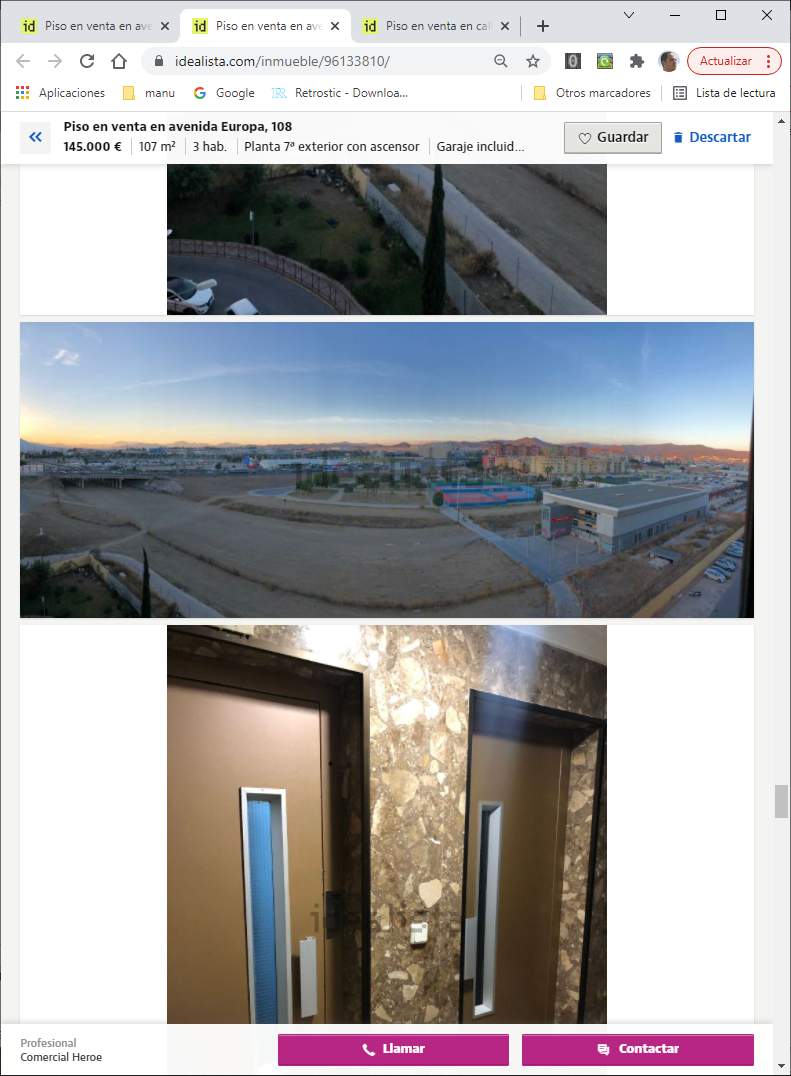 id Piso en venta en ave
id Piso en venta en ave
id Piso en venta en cal
idealista.com/inmueble/96133810/
Actualizar
Aplicaciones
manu
Google
Retrostic - Downloa...
Otros marcadores
Lista de lectura
Piso en venta en avenida Europa, 108
145.000 € 107 m² 3 hab. Planta 7ª exterior con ascensor Garaje incluid...
Guardar
Descartar
idealista
idealista
Profesional
Comercial Heroe
Llamar
Contactar